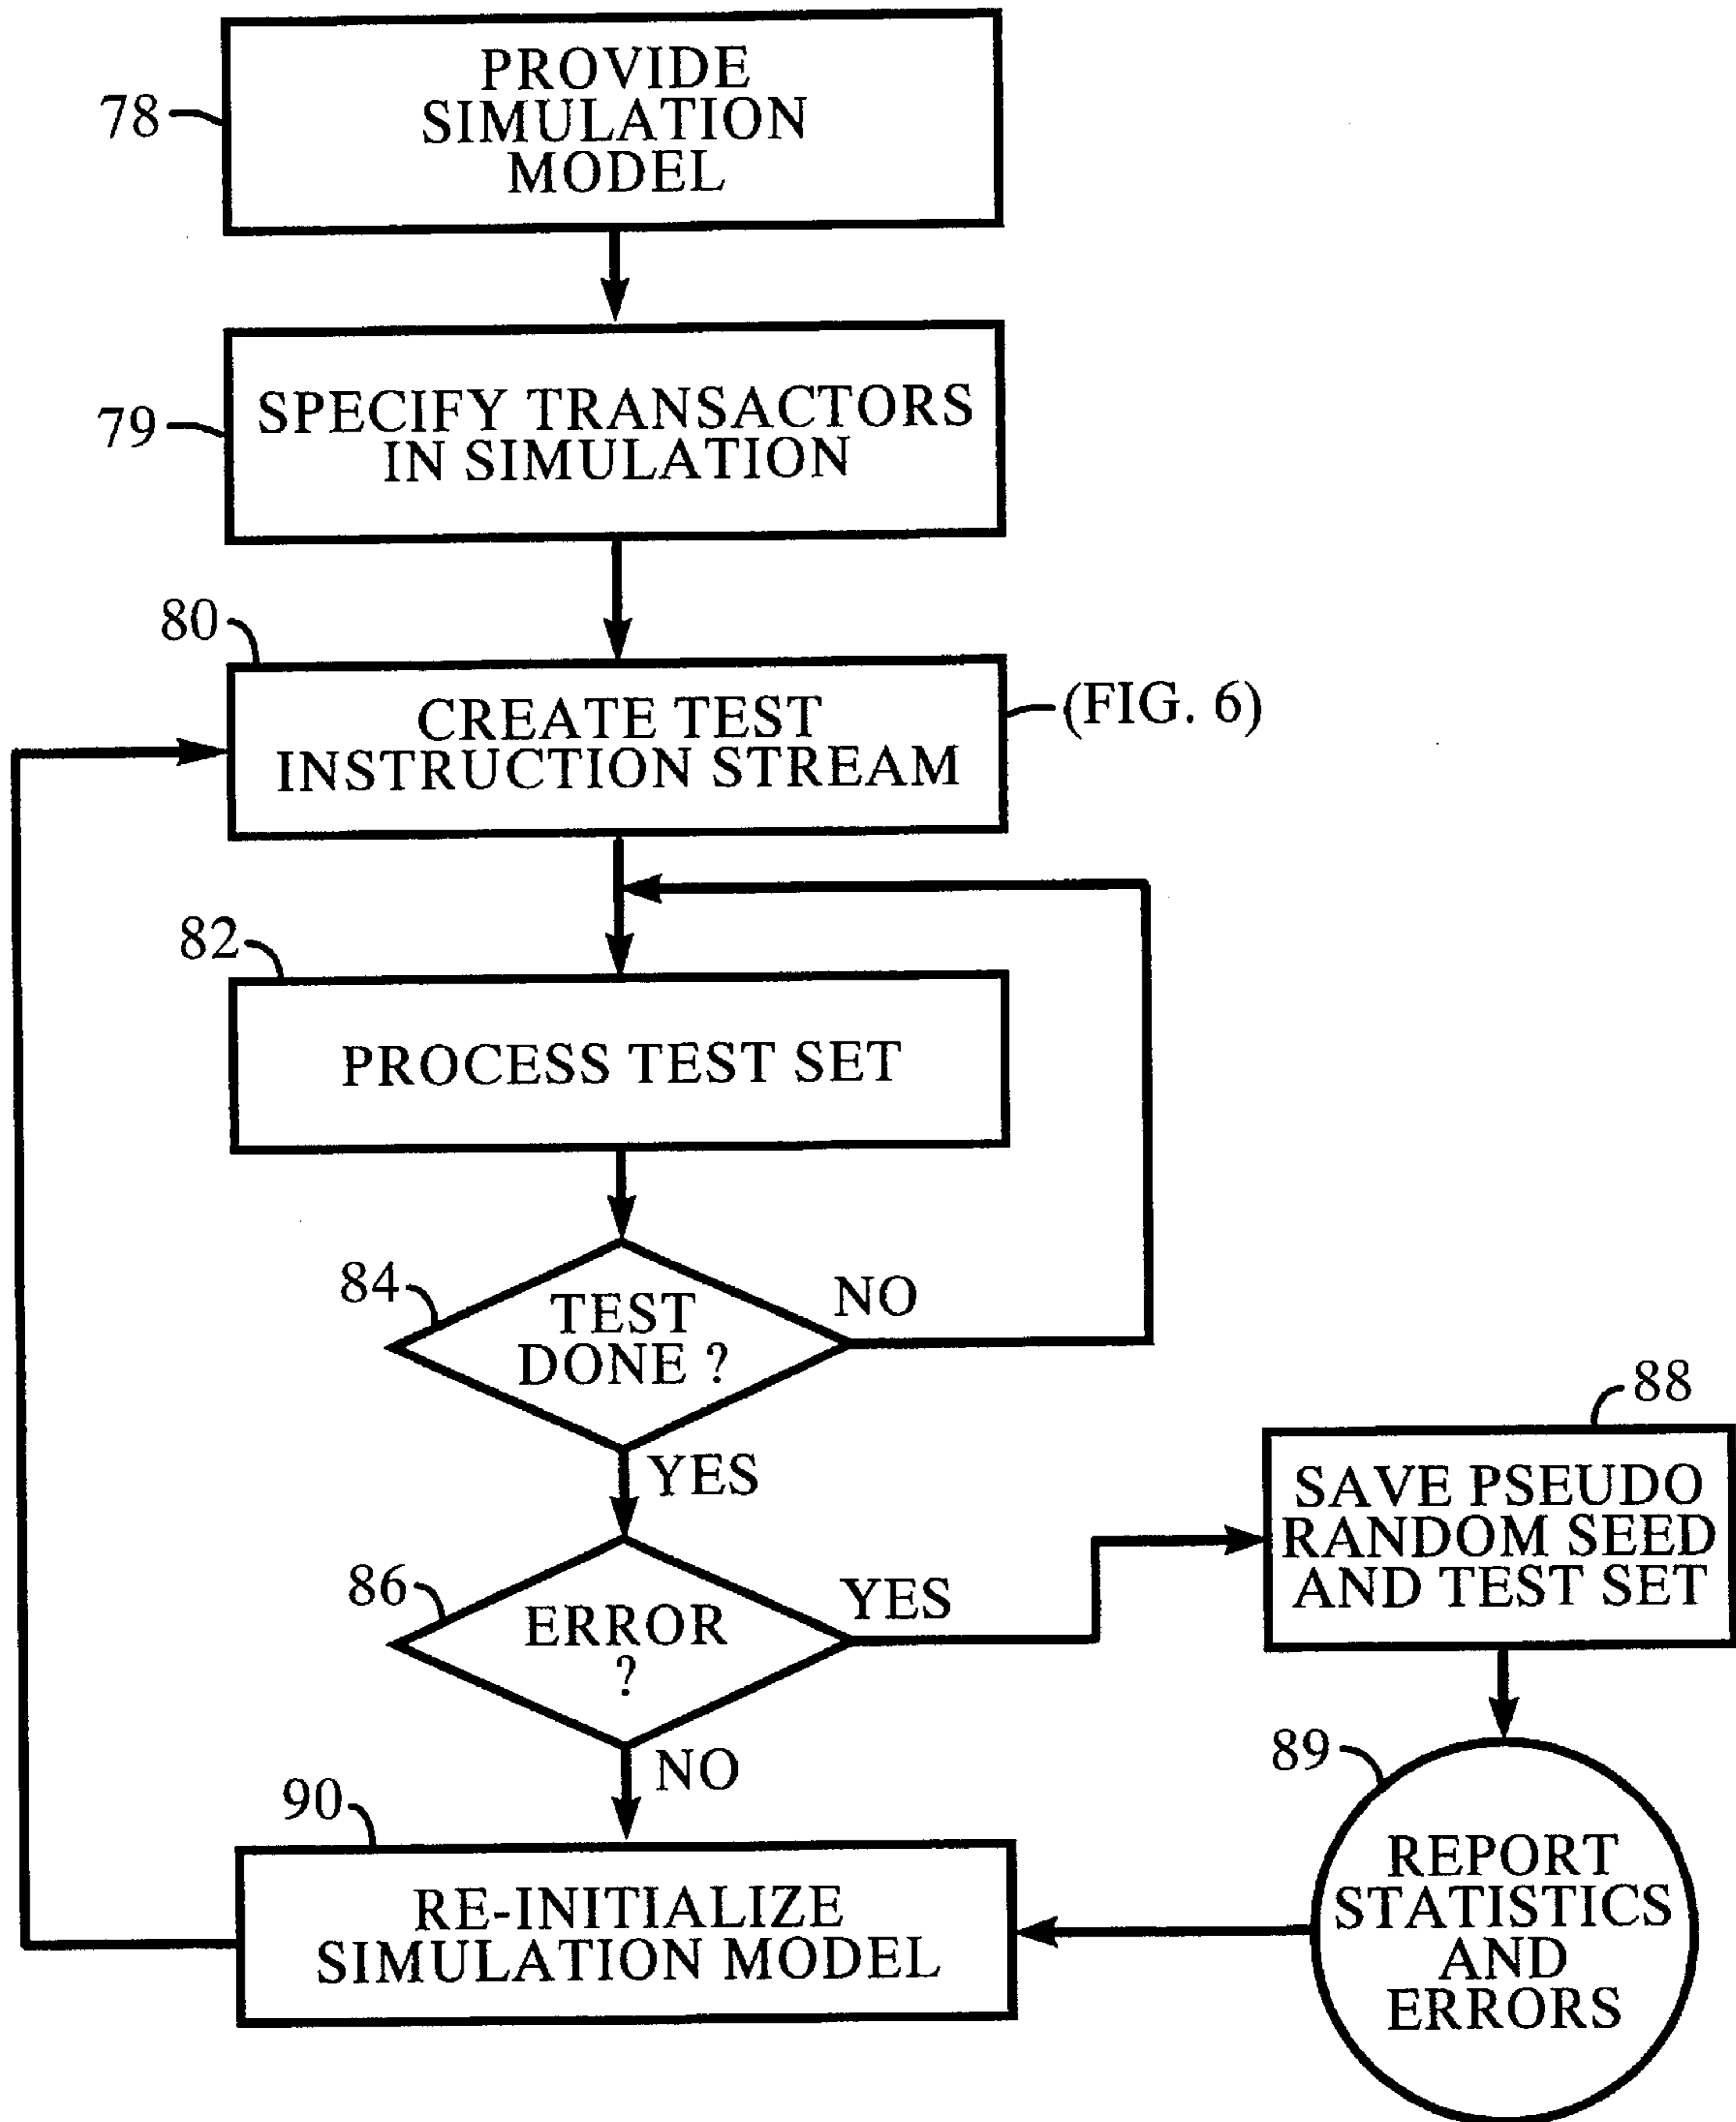 PROVIDE
SIMULATION
MODEL
78
SPECIFY TRANSACTORS
IN SIMULATION
79
80
CREATE TEST
INSTRUCTION STREAM
(FIG. 6)
82
PROCESS TEST SET
84
TEST
DONE ?
NO
YES
86
ERROR
?
YES
NO
88
SAVE PSEUDO
RANDOM SEED
AND TEST SET
89
REPORT
STATISTICS
AND
ERRORS
90
RE-INITIALIZE
SIMULATION MODEL